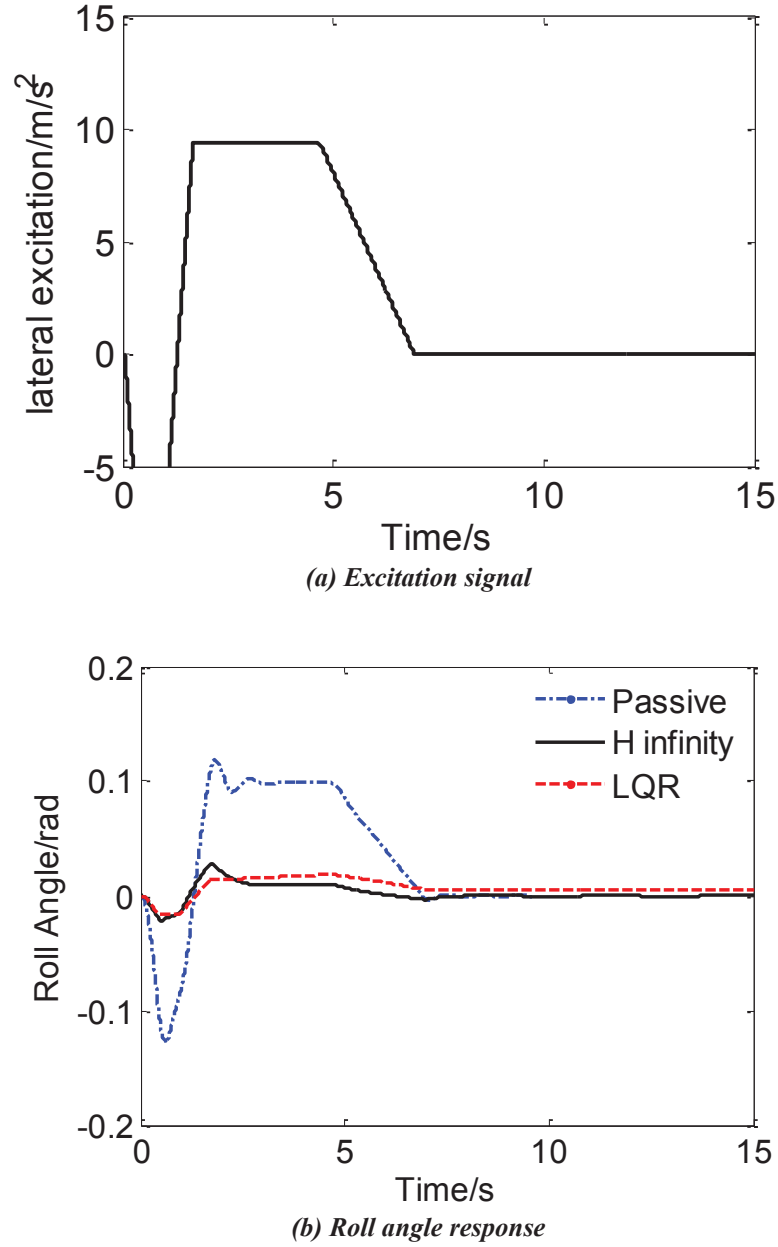 15
10
5
0
-5
lateral excitation/m/s²
0 5 10 15
Time/s
(a) Excitation signal
0.2
0.1
0
-0.1
-0.2
Roll Angle/rad
Passive
H infinity
LQR
0 5 10 15
Time/s
(b) Roll angle response